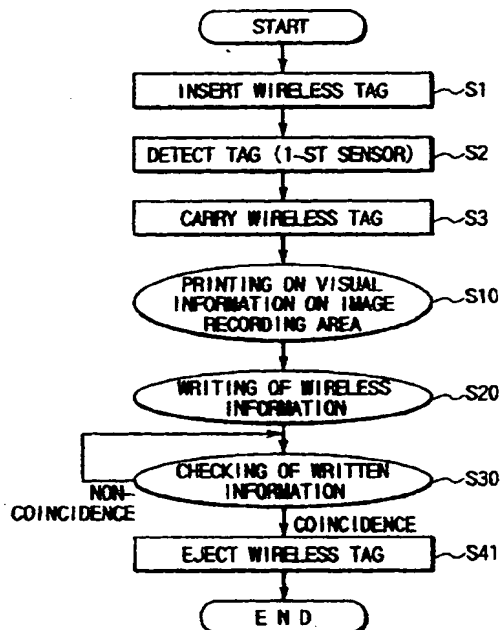 START
INSERT WIRELESS TAG
S1
DETECT TAG (1-ST SENSOR)
S2
CARRY WIRELESS TAG
S3
PRINTING ON VISUAL
INFORMATION ON IMAGE
RECORDING AREA
S10
WRITING OF WIRELESS
INFORMATION
S20
CHECKING OF WRITTEN
INFORMATION
S30
NON-
COINCIDENCE
COINCIDENCE
EJECT WIRELESS TAG
S41
END